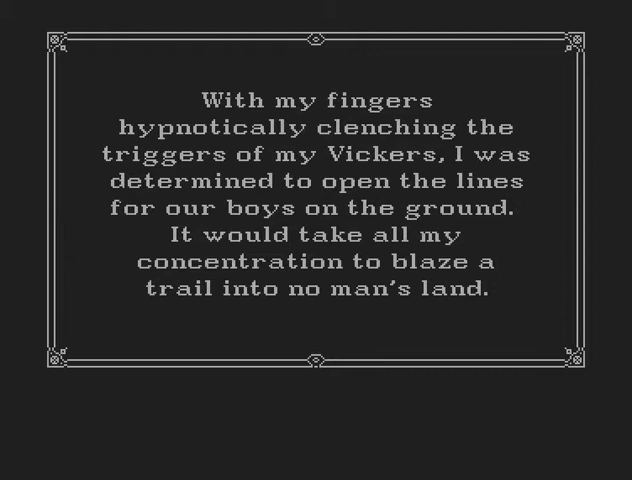 With my fingers
hypnotically clenching the
triggers of my Vickers, I was
determined to open the lines
for our boys on the ground.
It would take all my
concentration to blaze a
trail into no man's land.